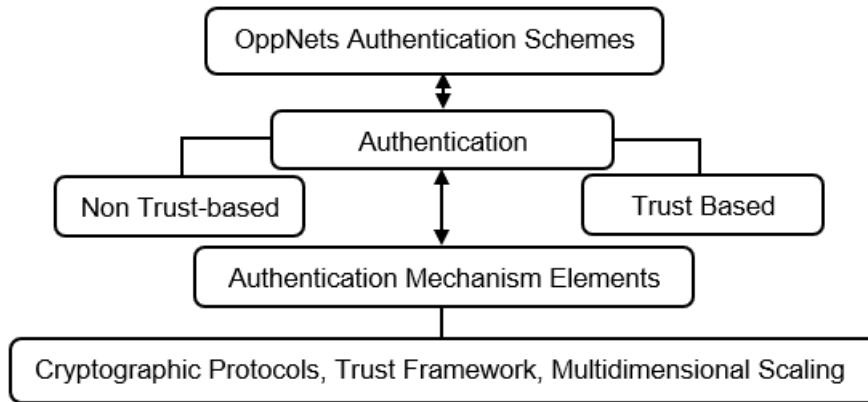 OppNets Authentication Schemes
Authentication
Non Trust-based
Trust Based
Authentication Mechanism Elements
Cryptographic Protocols, Trust Framework, Multidimensional Scaling